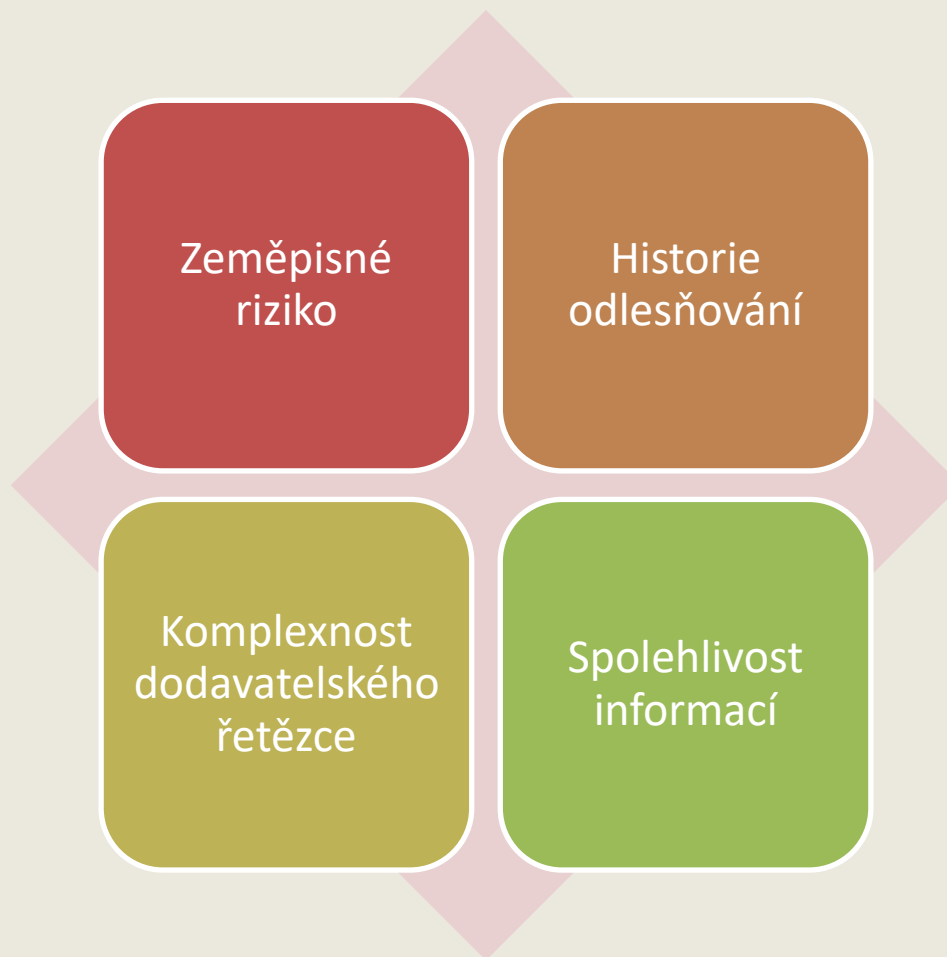 Zeměpisné
riziko
Historie
odlesňování
Komplexnost
dodavatelského
řetězce
Spolehlivost
informací